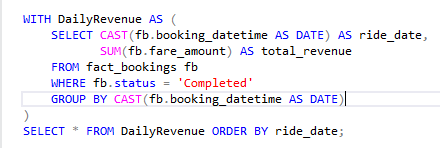 WITH DailyRevenue AS (
    SELECT CAST(fb.booking_datetime AS DATE) AS ride_date,
           SUM(fb.fare_amount) AS total_revenue
    FROM fact_bookings fb
    WHERE fb.status = 'Completed'
    GROUP BY CAST(fb.booking_datetime AS DATE)
)
SELECT * FROM DailyRevenue ORDER BY ride_date;